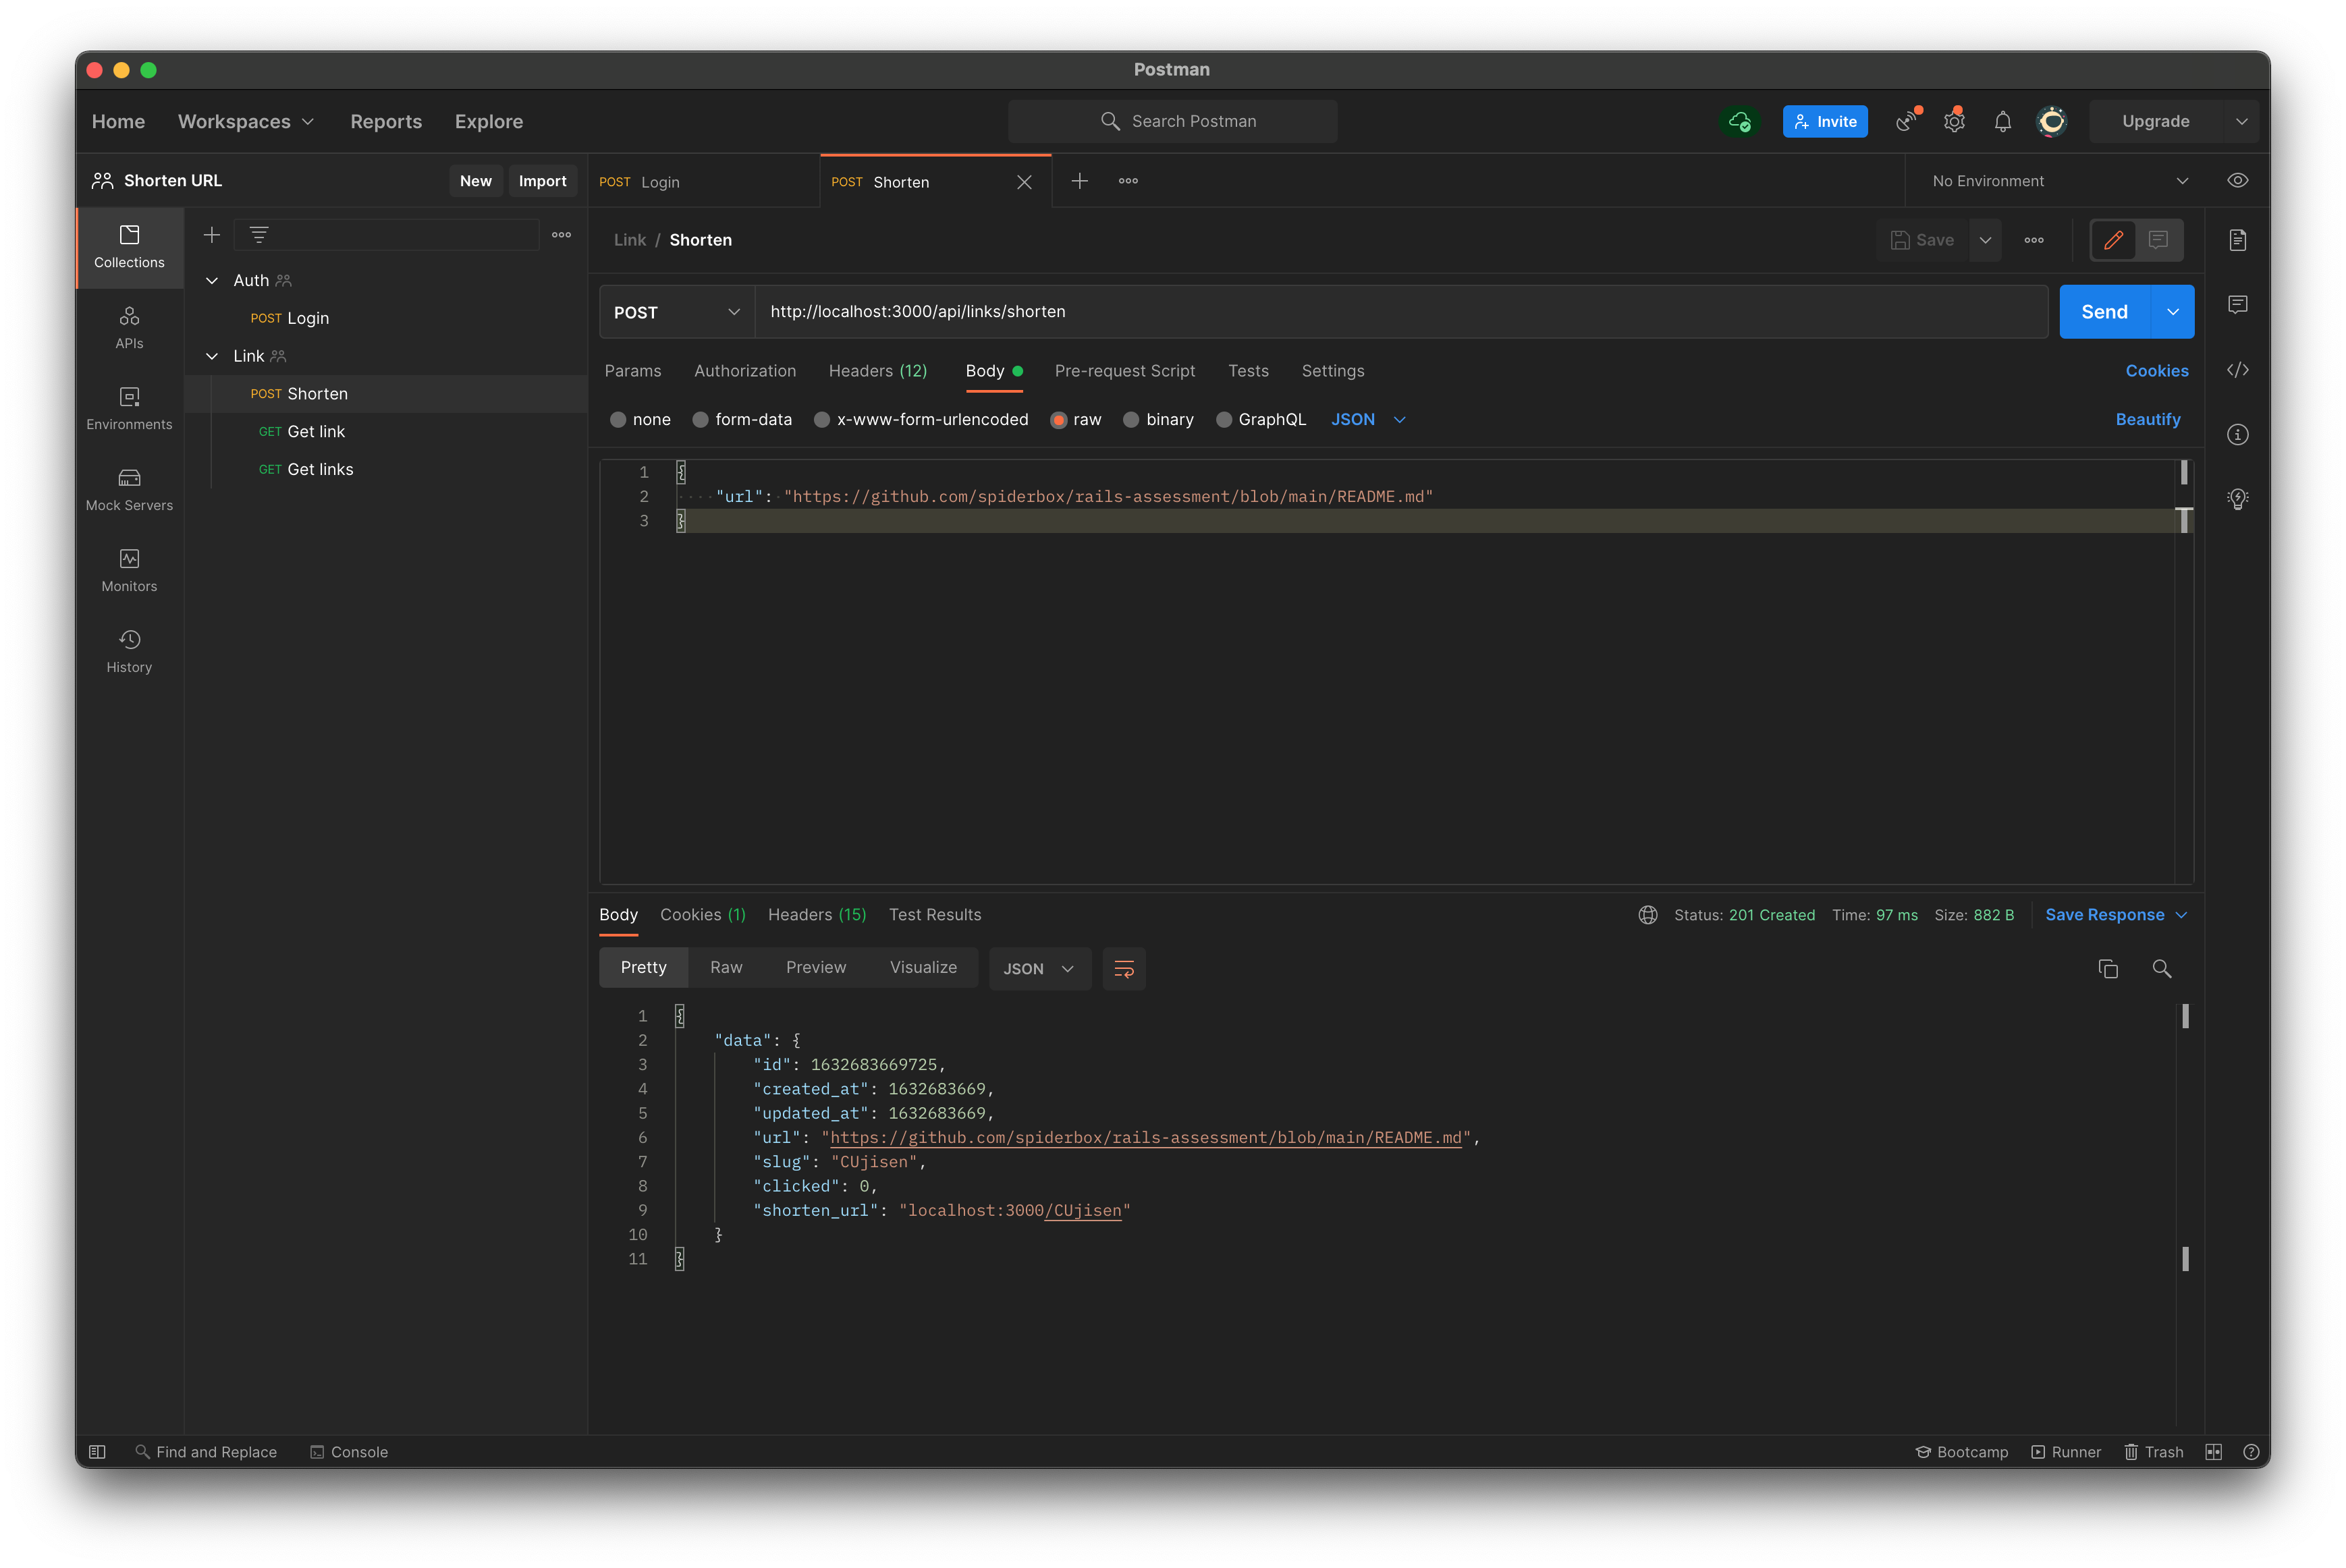 Postman
Home Workspaces Reports Explore Search Postman Invite Upgrade
Shorten URL New Import POST Login POST Shorten No Environment
Collections
APIs
Environments
Mock Servers
Monitors
History
Auth
POST Login
Link
POST Shorten
GET Get link
GET Get links
Link / Shorten Save
POST http://localhost:3000/api/links/shorten Send
Params Authorization Headers (12) Body Pre-request Script Tests Settings Cookies
none form-data x-www-form-urlencoded raw binary GraphQL JSON Beautify
1 {
2 "url": "https://github.com/spiderbox/rails-assessment/blob/main/README.md"
3 }
Body Cookies (1) Headers (15) Test Results Status: 201 Created Time: 97 ms Size: 882 B Save Response
Pretty Raw Preview Visualize JSON
1 {
2 "data": {
3 "id": 1632683669725,
4 "created_at": 1632683669,
5 "updated_at": 1632683669,
6 "url": "https://github.com/spiderbox/rails-assessment/blob/main/README.md",
7 "slug": "CUjisen",
8 "clicked": 0,
9 "shorten_url": "localhost:3000/CUjisen"
10 }
11 }
Find and Replace Console Bootcamp Runner Trash